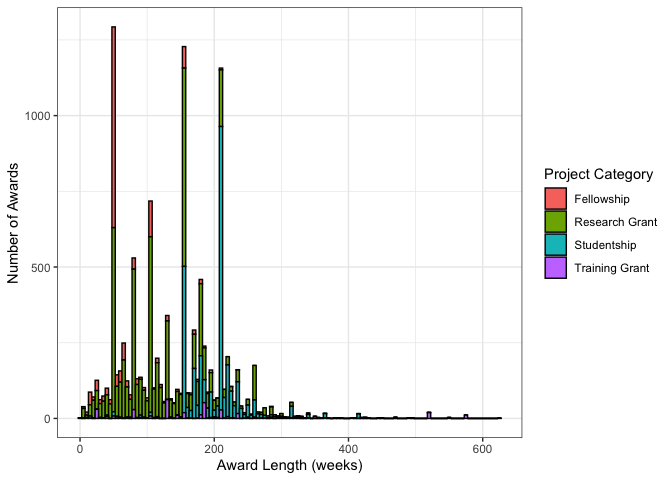 1000
500
0
0
200
400
600
Number of Awards
Award Length (weeks)
Project Category
Fellowship
Research Grant
Studentship
Training Grant